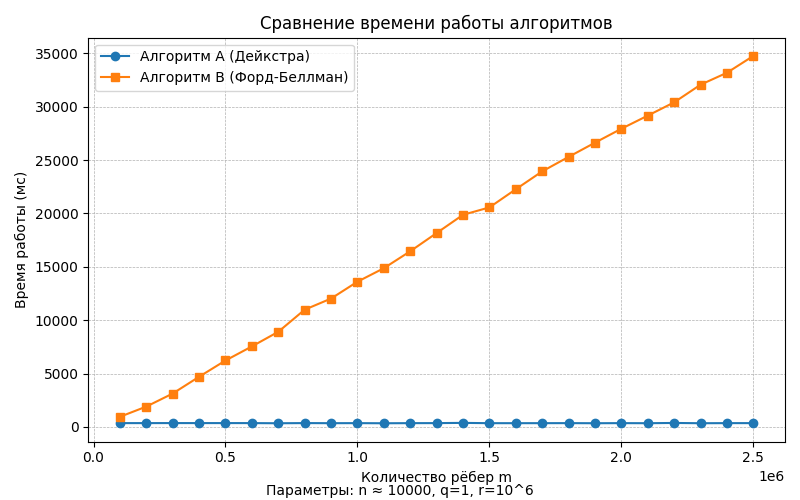 Сравнение времени работы алгоритмов
Алгоритм A (Дейкстра)
Алгоритм B (Форд-Беллман)
Время работы (мс)
35000
30000
25000
20000
15000
10000
5000
0
0.0 0.5 1.0 1.5 2.0 2.5
1e6
Количество рёбер m
Параметры: n ≈ 10000, q=1, r=10^6